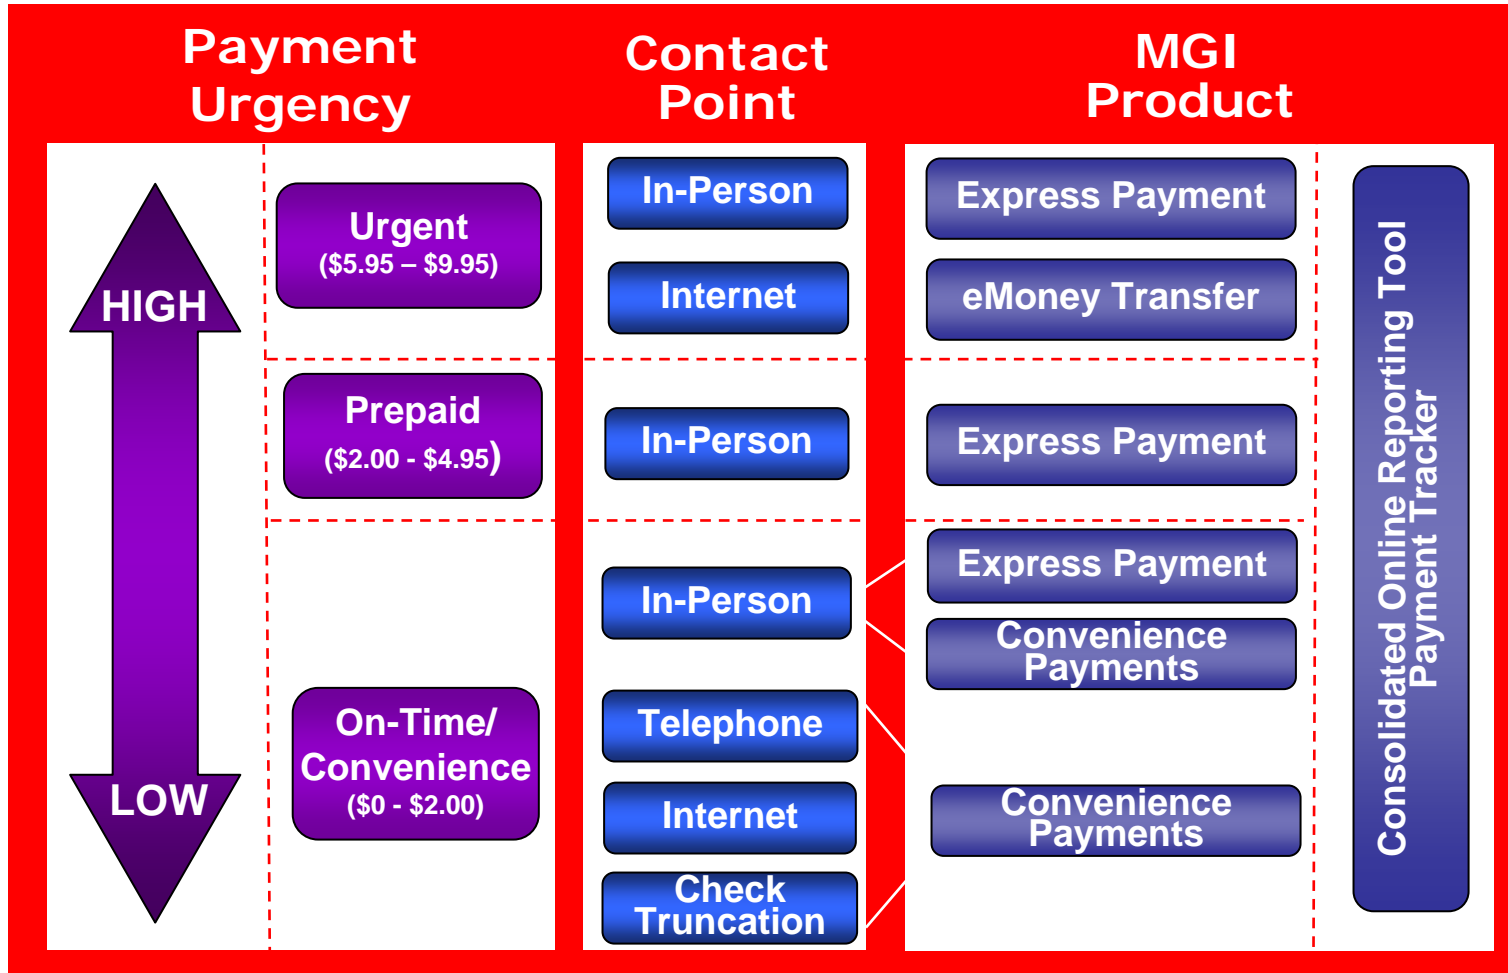 Payment
Urgency
Contact
Point
MGI
Product
HIGH
LOW
Urgent
($5.95 – $9.95)
In-Person
Express Payment
Internet
eMoney Transfer
Prepaid
($2.00 - $4.95)
In-Person
Express Payment
On-Time/
Convenience
($0 - $2.00)
In-Person
Express Payment
Convenience
Payments
Telephone
Internet
Check
Truncation
Convenience
Payments
Consolidated Online Reporting Tool
Payment Tracker